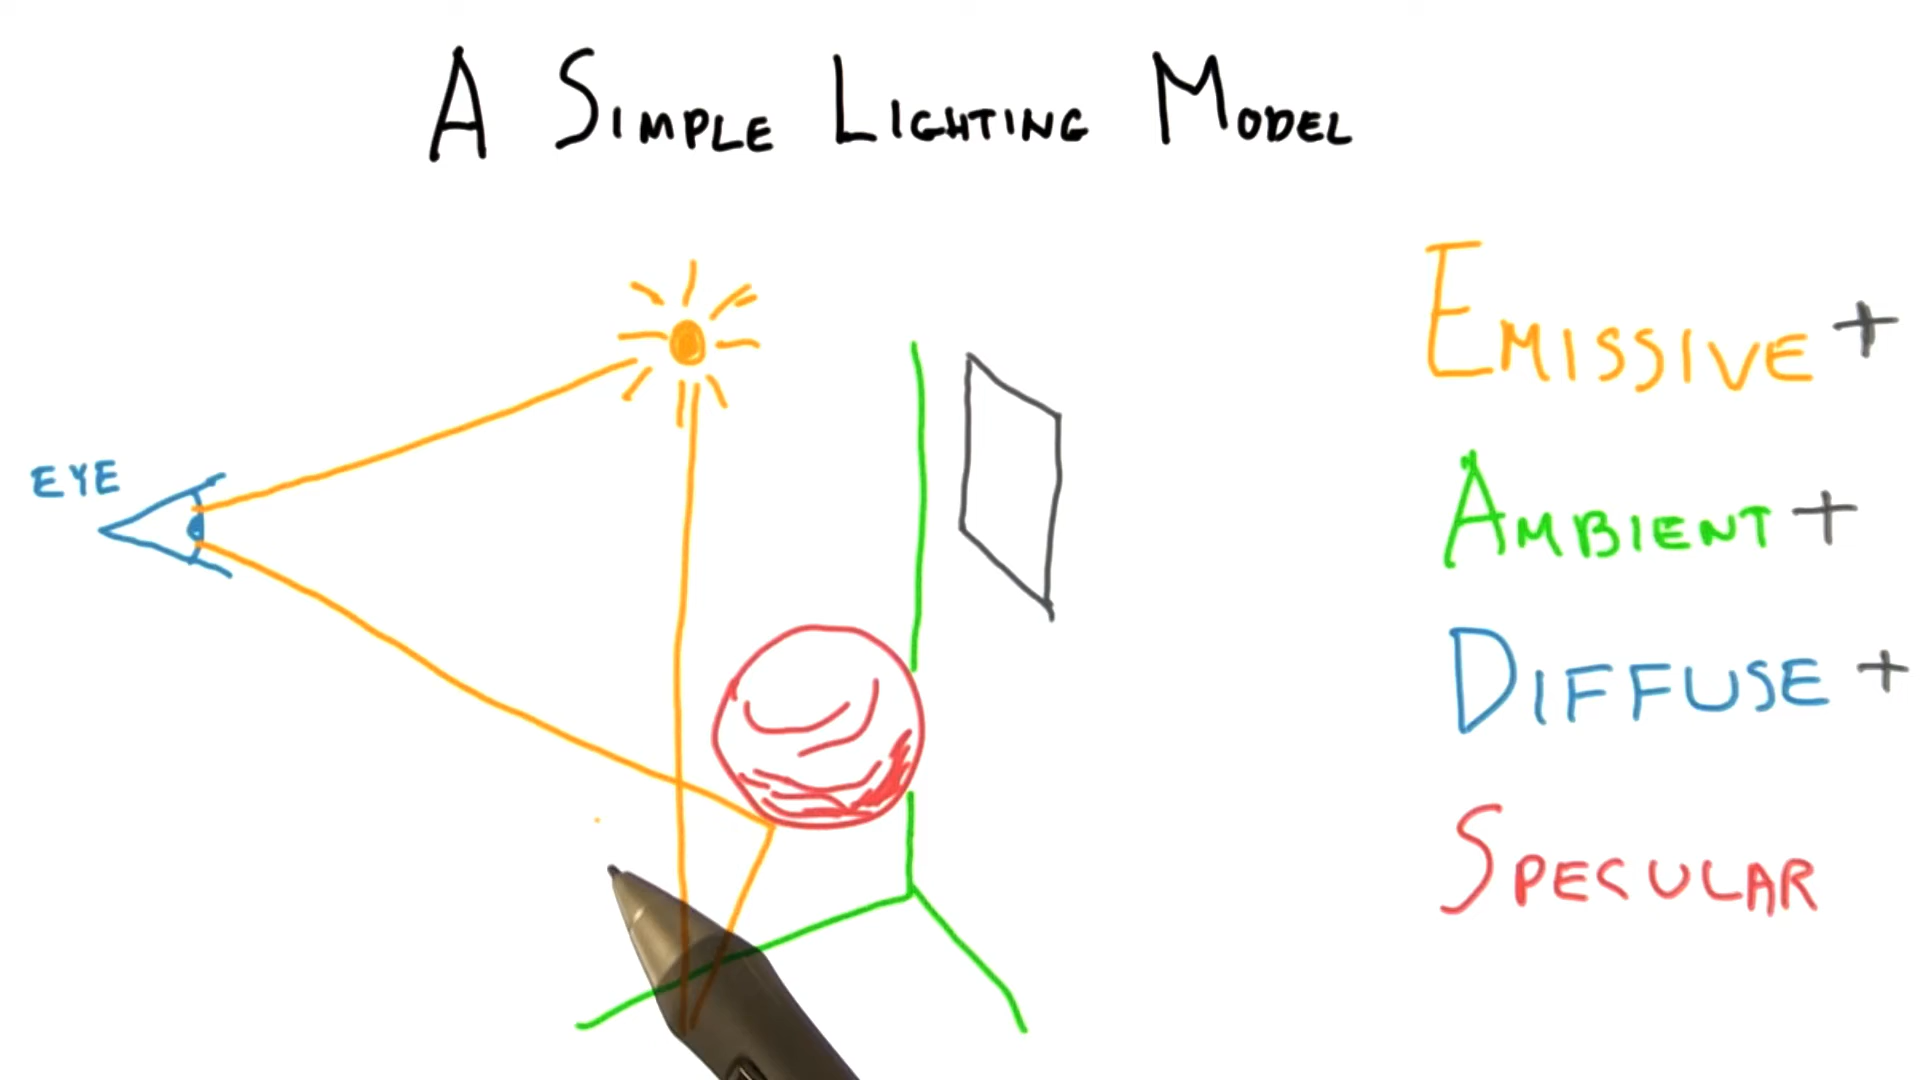 A SIMPLE LIGHTING MODEL
EYE
EMISSIVE +
AMBIENT +
DIFFUSE +
SPECULAR